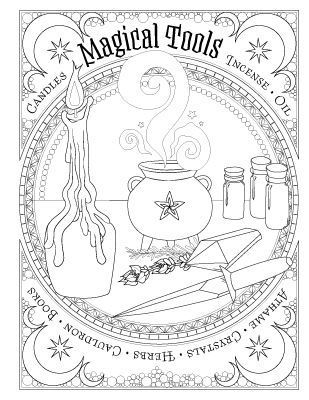 Magical Tools
Candles
Incense • Oil
Cauldron • Books
Athame • Crystals • Herbs •